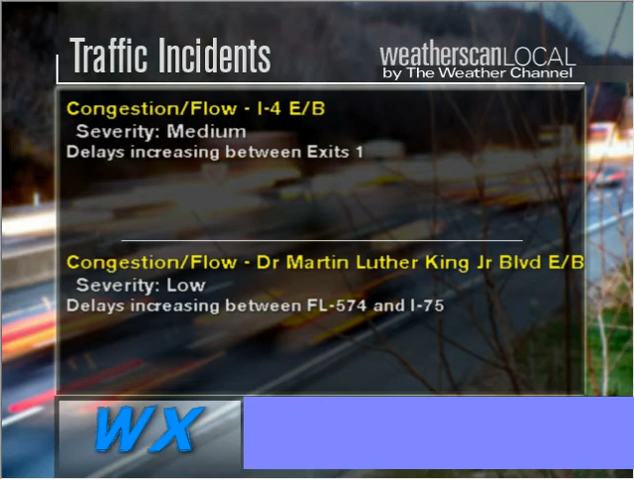 Traffic Incidents
weatherscanLOCAL
by The Weather Channel
Congestion/Flow - I-4 E/B
Severity: Medium
Delays increasing between Exits 1
Congestion/Flow - Dr Martin Luther King Jr Blvd E/B
Severity: Low
Delays increasing between FL-574 and I-75
WX